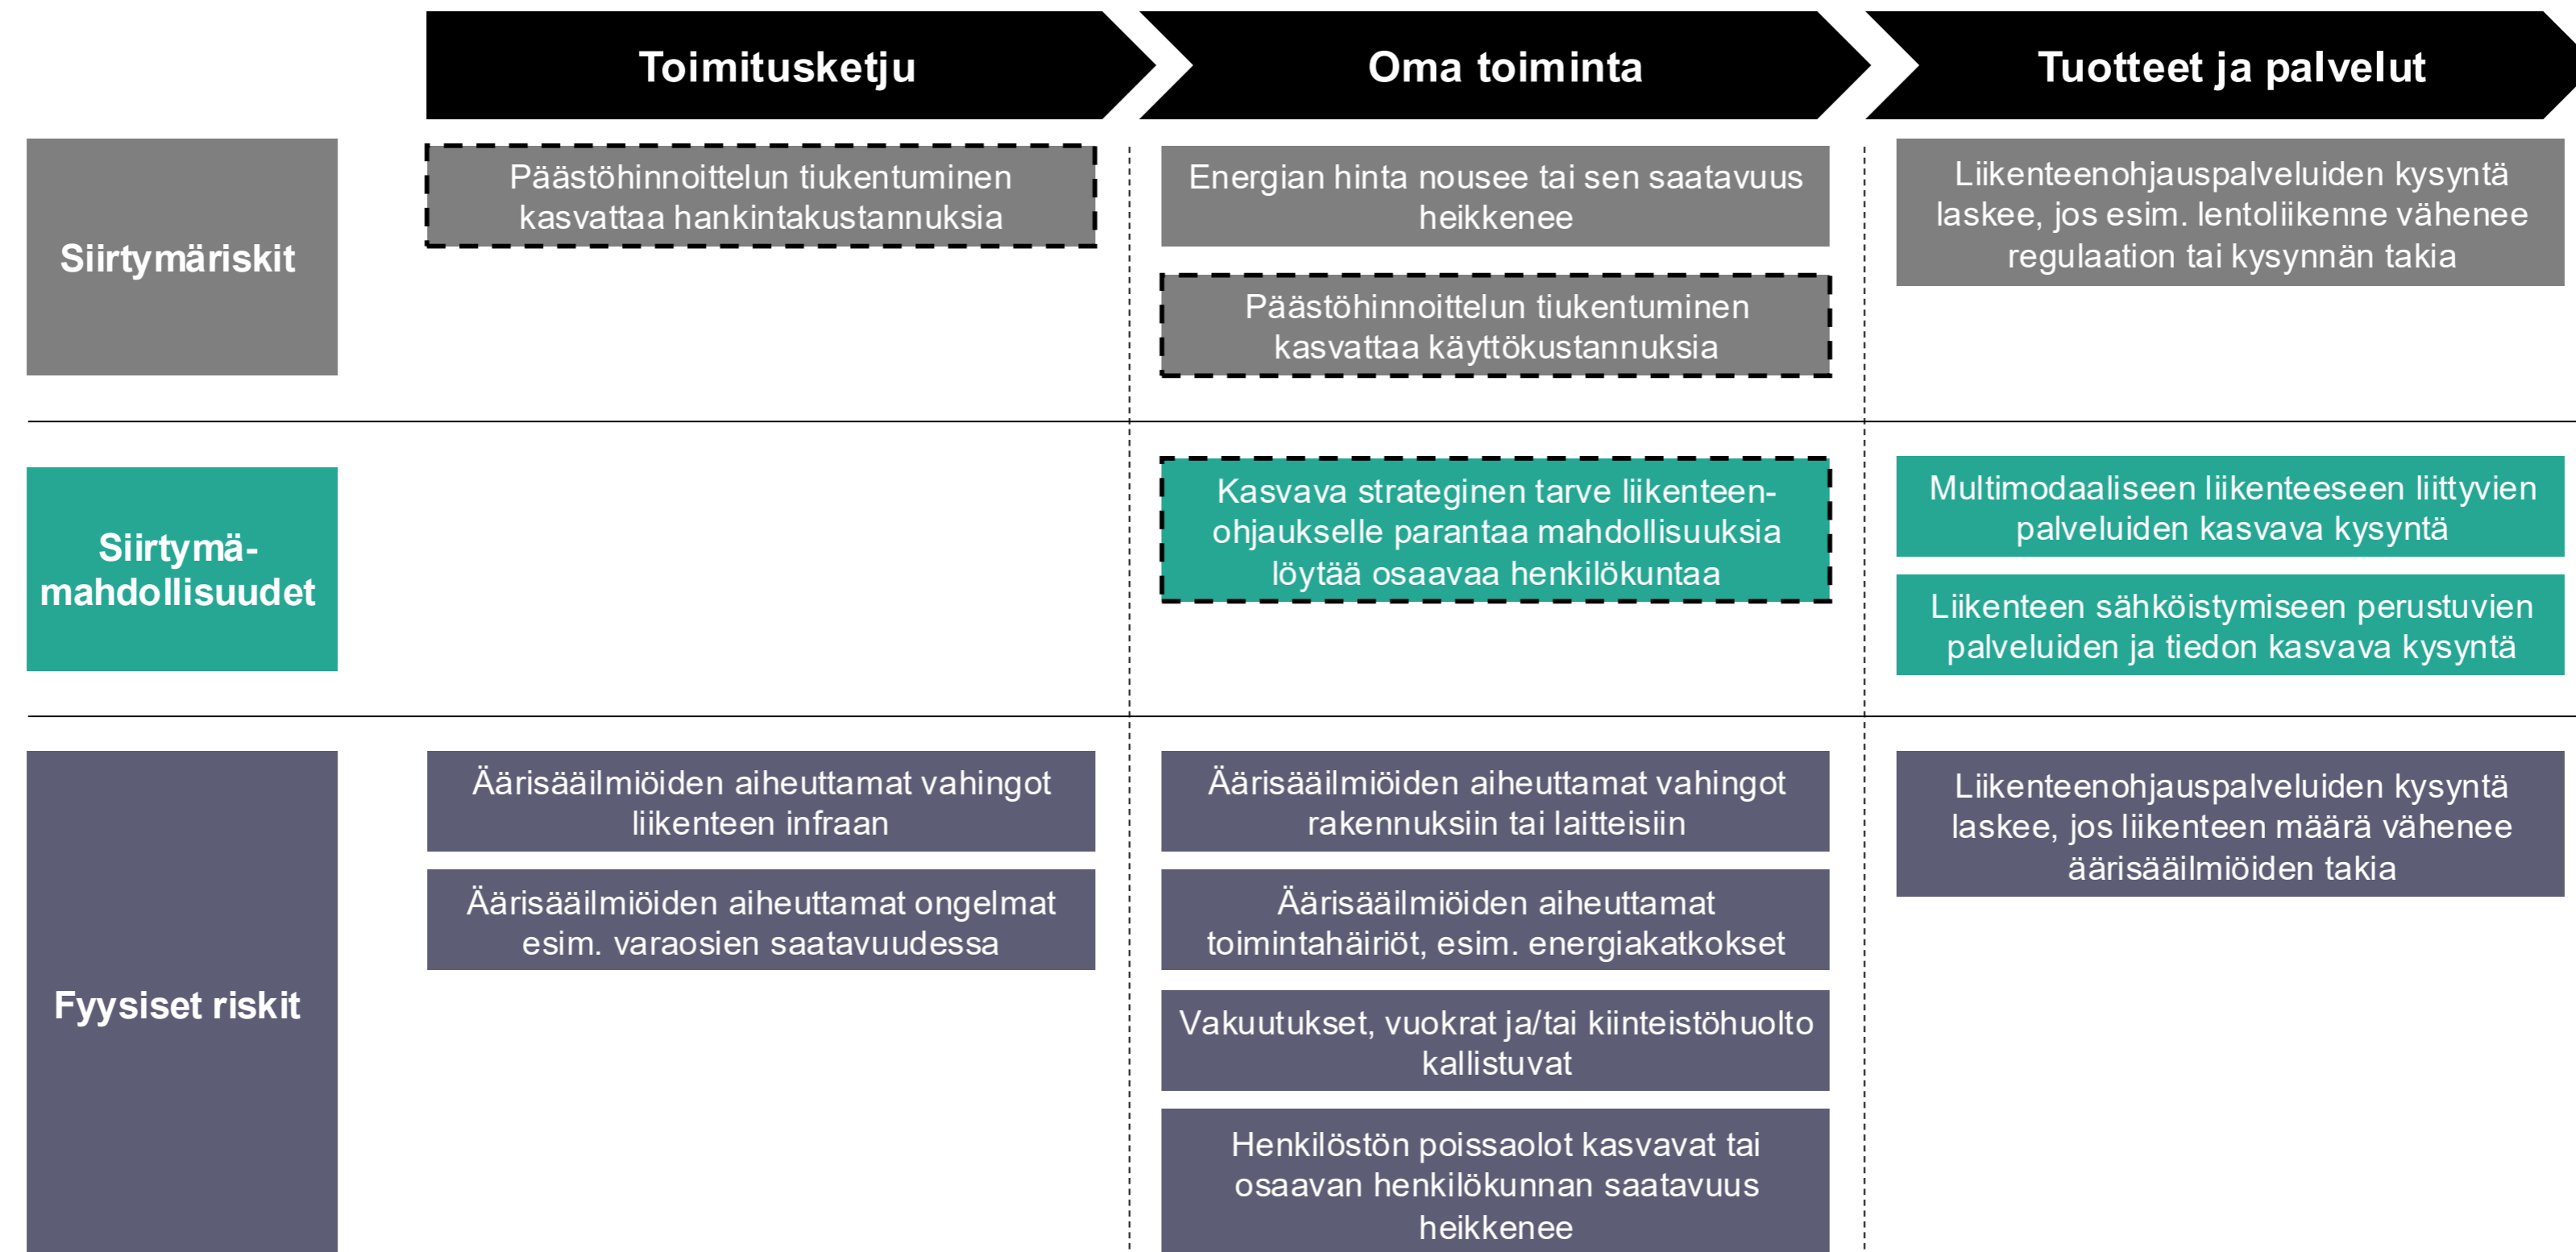 Toimitusketju
Oma toiminta
Tuotteet ja palvelut
Siirtymäriskit
Päästöhinnoittelun tiukentuminen
kasvattaa hankintakustannuksia
Energian hinta nousee tai sen saatavuus
heikkenee
Päästöhinnoittelun tiukentuminen
kasvattaa käyttökustannuksia
Liikenteenohjauspalveluiden kysyntä
laskee, jos esim. lentoliikenne vähenee
regulaation tai kysynnän takia
Siirtymä-
mahdollisuudet
Kasvava strateginen tarve liikenteen-
ohjaukselle parantaa mahdollisuuksia
löytää osaavaa henkilökuntaa
Multimodaaliseen liikenteeseen liittyvien
palveluiden kasvava kysyntä
Liikenteen sähköistymiseen perustuvien
palveluiden ja tiedon kasvava kysyntä
Fyysiset riskit
Äärisääilmiöiden aiheuttamat vahingot
liikenteen infraan
Äärisääilmiöiden aiheuttamat ongelmat
esim. varaosien saatavuudessa
Äärisääilmiöiden aiheuttamat vahingot
rakennuksiin tai laitteisiin
Äärisääilmiöiden aiheuttamat
toimintahäiriöt, esim. energiakatkokset
Vakuutukset, vuokrat ja/tai kiinteistöhuolto
kallistuvat
Henkilöstön poissaolot kasvavat tai
osaavan henkilökunnan saatavuus
heikkenee
Liikenteenohjauspalveluiden kysyntä
laskee, jos liikenteen määrä vähenee
äärisääilmiöiden takia